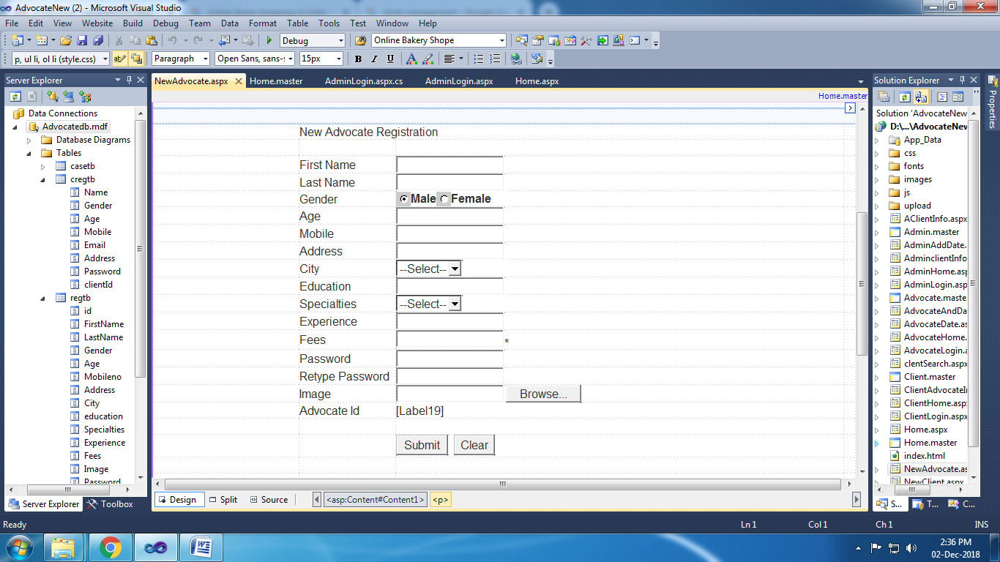 AdvocateNew (2) - Microsoft Visual Studio
File Edit View Website Build Debug Team Data Format Table Tools Test Window Help
Debug Online Bakery Shope
p, ul li, ol li (style.css) Paragraph Open Sans, sans-s 15px B I U A
Server Explorer
Data Connections
Advocatedb.mdf
Database Diagrams
Tables
casetb
cregtb
Name
Gender
Age
Mobile
Email
Address
Password
clientId
regtb
id
FirstName
LastName
Gender
Age
Mobileno
Address
City
education
Specialties
Experience
Fees
Image
Password
Server Explorer Toolbox
NewAdvocate.aspx Home.master AdminLogin.aspx.cs AdminLogin.aspx Home.aspx
Home.master
New Advocate Registration
First Name
Last Name
Gender Male Female
Age
Mobile
Address
City --Select--
Education
Specialties --Select--
Experience
Fees *
Password
Retype Password
Image Browse...
Advocate Id [Label19]
Submit Clear
Design Split Source <asp:Content#Content1> <p>
Solution Explorer
Solution 'AdvocateNew
D:\...\AdvocateNew
App_Data
css
fonts
images
js
upload
AClientInfo.aspx
Admin.master
AdminAddDate.
AdminclientInfo
AdminHome.asp
AdminLogin.asp
Advocate.maste
AdvocateAndDa
AdvocateDate.as
AdvocateHome.
AdvocateLogin.a
clentSearch.aspx
Client.master
ClientAdvocateIn
ClientHome.aspx
ClientLogin.aspx
Home.aspx
Home.master
index.html
NewAdvocate.as
NewClient.aspx
S... T... C...
Properties
Ready Ln 1 Col 1 Ch 1 INS
2:36 PM
02-Dec-2018